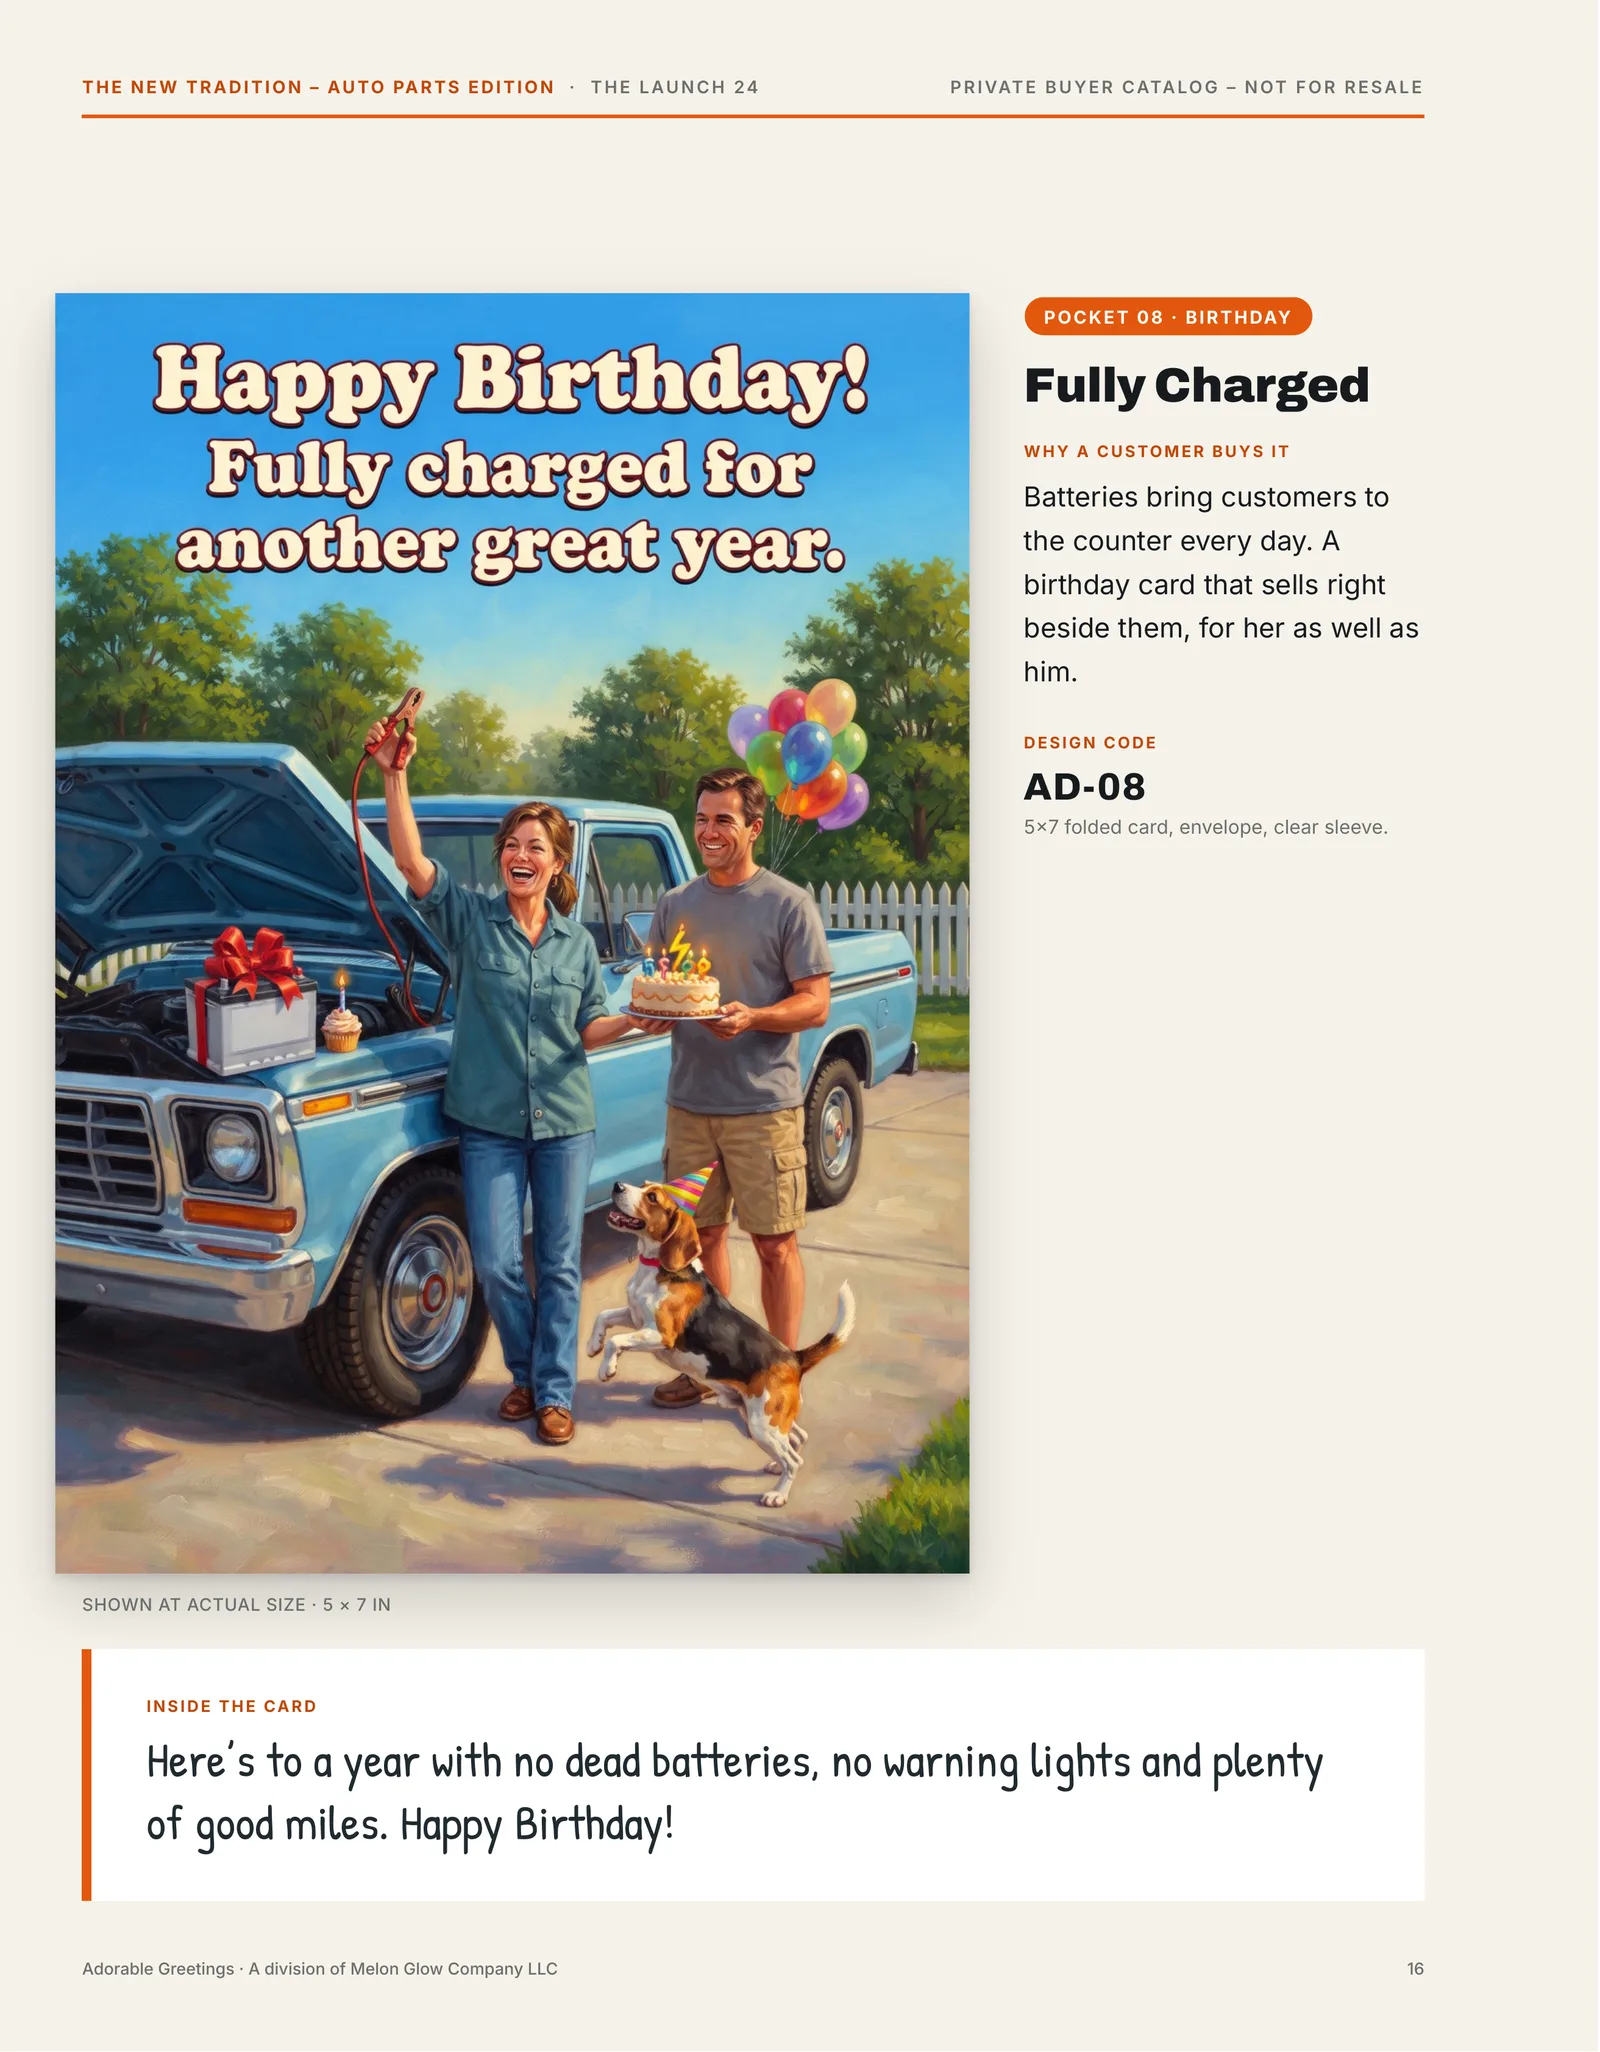 THE NEW TRADITION – AUTO PARTS EDITION · THE LAUNCH 24
PRIVATE BUYER CATALOG – NOT FOR RESALE
Happy Birthday!
Fully charged for
another great year.
POCKET 08 · BIRTHDAY
Fully Charged
WHY A CUSTOMER BUYS IT
Batteries bring customers to
the counter every day. A
birthday card that sells right
beside them, for her as well as
him.
DESIGN CODE
AD-08
5×7 folded card, envelope, clear sleeve.
SHOWN AT ACTUAL SIZE · 5 × 7 IN
INSIDE THE CARD
Here's to a year with no dead batteries, no warning lights and plenty
of good miles. Happy Birthday!
Adorable Greetings · A division of Melon Glow Company LLC
16